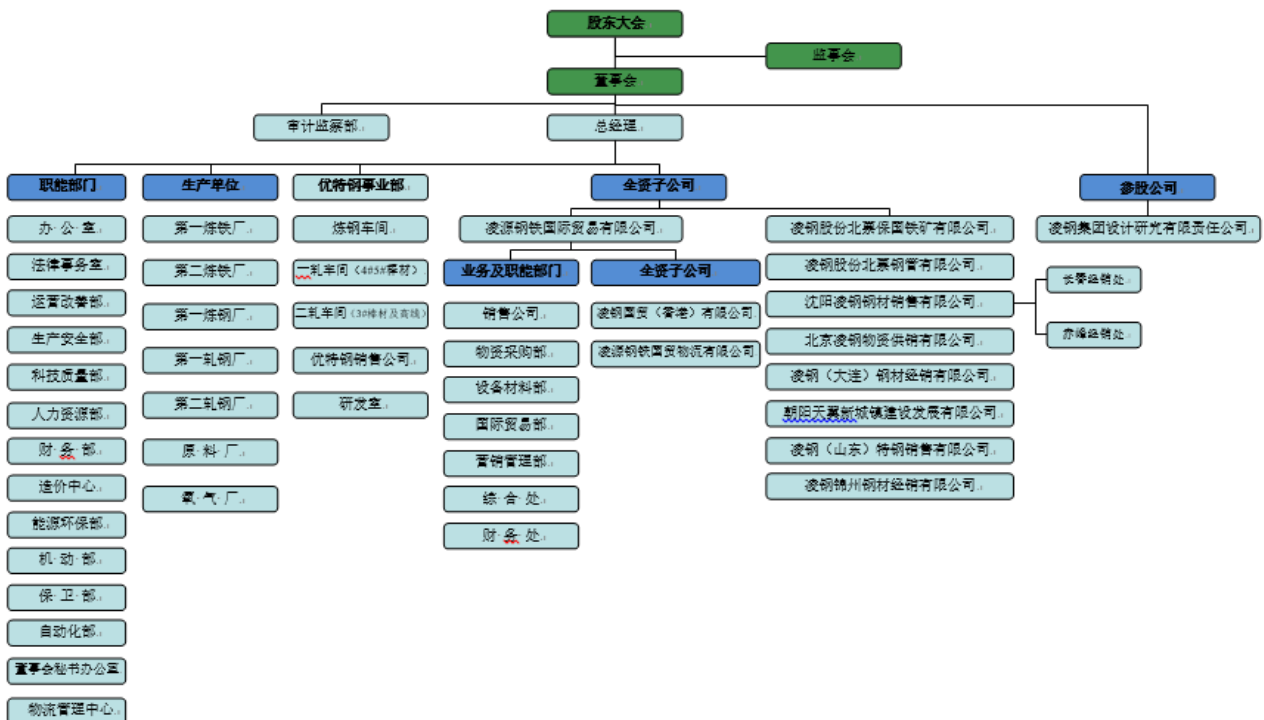 股东大会
监事会
董事会
审计监察部
总经理
职能部门
生产单位
优特钢事业部
全资子公司
参股公司
办 公 室
法律事务室
运营改善部
生产安全部
科技质量部
人力资源部
财 务 部
造价中心
能源环保部
机 动 部
保 卫 部
自动化部
董事会秘书办公室
物流管理中心
第一炼铁厂
第二炼铁厂
第一炼钢厂
第一轧钢厂
第二轧钢厂
原 料 厂
氧 气 厂
炼钢车间
一轧车间（4#5#棒材）
二轧车间（3#棒材及高线）
优特钢销售公司
研发室
凌源钢铁国际贸易有限公司
业务及职能部门
全资子公司
销售公司
物资采购部
设备材料部
国际贸易部
营销管理部
综 合 处
财 务 处
凌钢国贸（香港）有限公司
凌源钢铁国贸物流有限公司
凌钢股份北票保国铁矿有限公司
凌钢股份北票钢管有限公司
沈阳凌钢钢材销售有限公司
北京凌钢物资供销有限公司
凌钢（大连）钢材经销有限公司
朝阳天翼新城镇建设发展有限公司
凌钢（山东）特钢销售有限公司
凌钢锦州钢材经销有限公司
长春经销处
赤峰经销处
凌钢集团设计研究有限责任公司